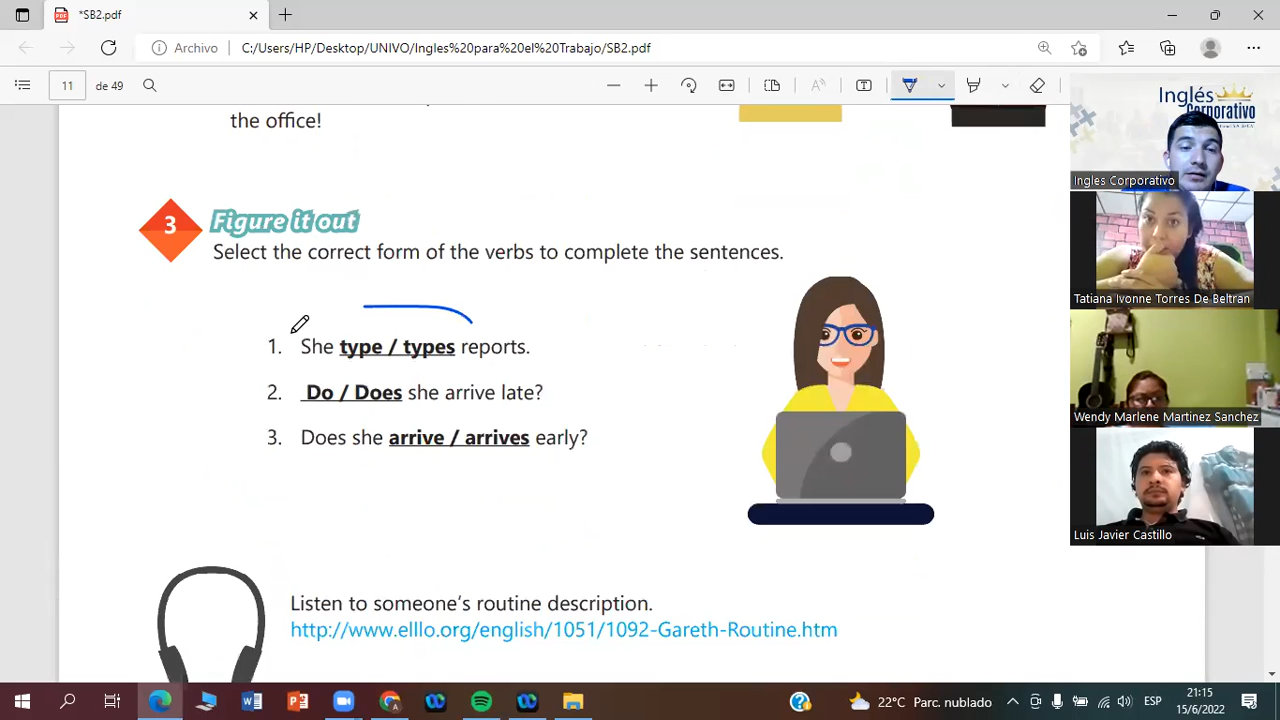 *SB2.pdf
Archivo
C:/Users/HP/Desktop/UNIVO/Ingles%20para%20el%20Trabajo/SB2.pdf
11 de 49
the office!
3 Figure it out
Select the correct form of the verbs to complete the sentences.
1. She type / types reports.
2. Do / Does she arrive late?
3. Does she arrive / arrives early?
Listen to someone's routine description.
http://www.elllo.org/english/1051/1092-Gareth-Routine.htm
Inglés
Corporativo
Ingles Corporativo
Tatiana Ivonne Torres De Beltran
Wendy Marlene Martinez Sanchez
Luis Javier Castillo
22°C Parc. nublado
ESP
21:15
15/6/2022